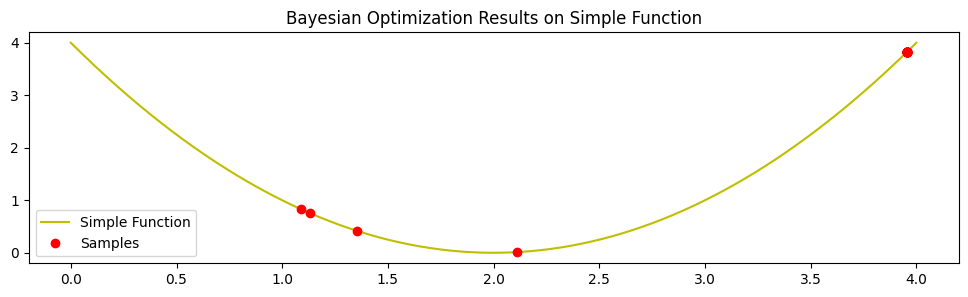 Bayesian Optimization Results on Simple Function
4
3
2
1
0
Simple Function
Samples
0.0 0.5 1.0 1.5 2.0 2.5 3.0 3.5 4.0